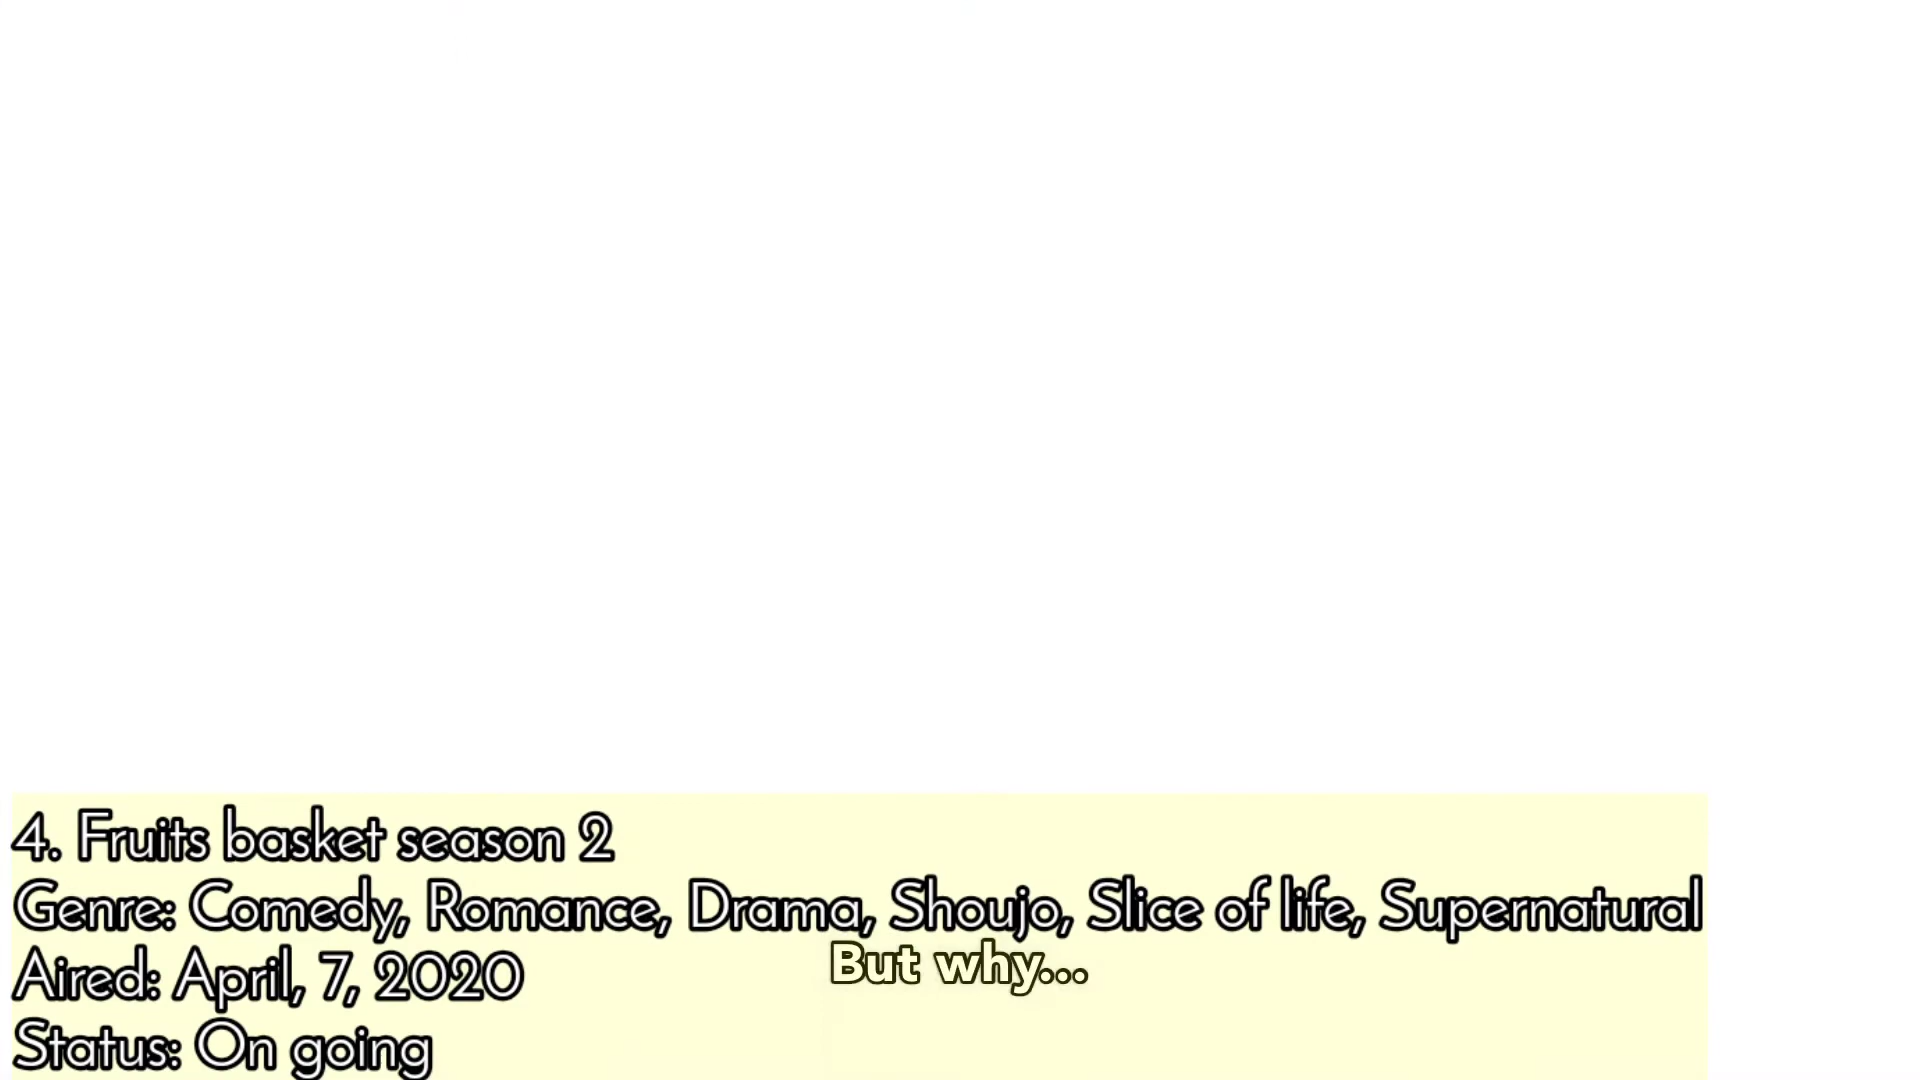 4. Fruits basket season 2
Genre: Comedy, Romance, Drama, Shoujo, Slice of life, Supernatural
Aired: April, 7, 2020
But why...
Status: On going